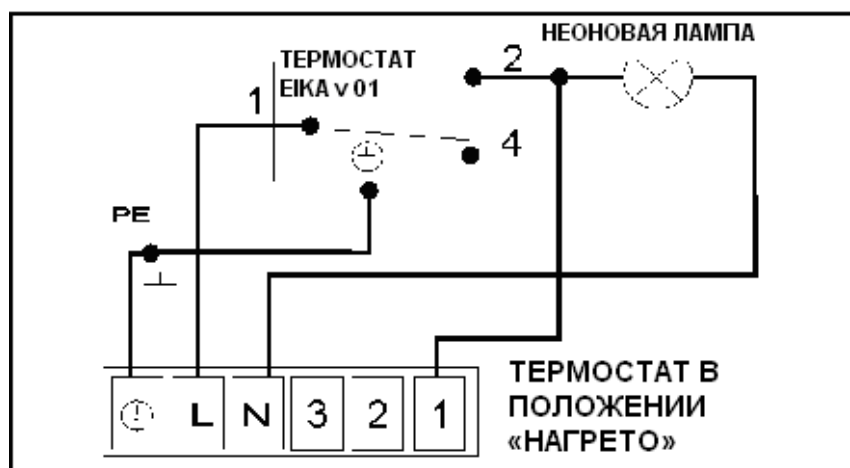 НЕОНОВАЯ ЛАМПА
ТЕРМОСТАТ
EIKA v 01
1
2
4
PE
L N 3 2 1
ТЕРМОСТАТ В
ПОЛОЖЕНИИ
«НАГРЕТО»